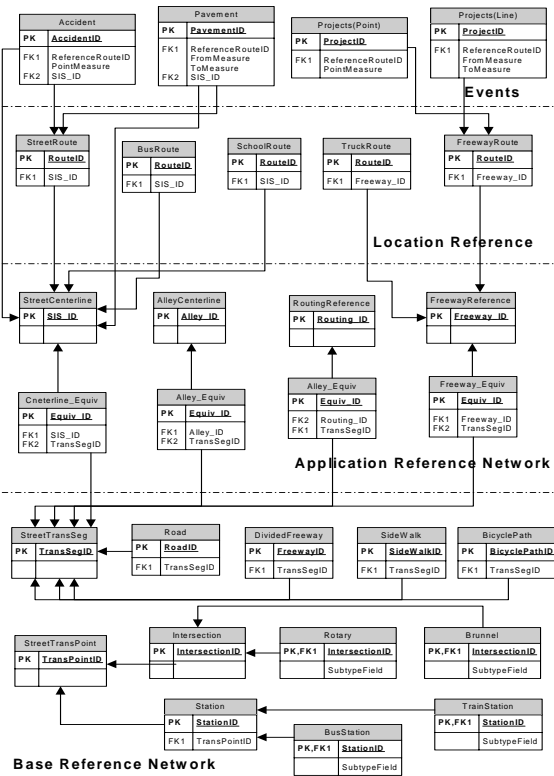 Accident
PK AccidentID
FK1 ReferenceRouteID
PointMeasure
FK2 SIS_ID
Pavement
PK PavementID
FK1 ReferenceRouteID
FromMeasure
ToMeasure
FK2 SIS_ID
Projects(Point)
PK ProjectID
FK1 ReferenceRouteID
PointMeasure
Projects(Line)
PK ProjectID
FK1 ReferenceRouteID
FromMeasure
ToMeasure
Events
StreetRoute
PK RouteID
FK1 SIS_ID
BusRoute
PK RouteID
FK1 SIS_ID
SchoolRoute
PK RouteID
FK1 SIS_ID
TruckRoute
PK RouteID
FK1 Freeway_ID
FreewayRoute
PK RouteID
FK1 Freeway_ID
Location Reference
StreetCenterline
PK SIS_ID
AlleyCenterline
PK Alley_ID
RoutingReference
PK Routing_ID
FreewayReference
PK Freeway_ID
Cneterline_Equiv
PK Equiv_ID
FK1 SIS_ID
FK2 TransSegID
Alley_Equiv
PK Equiv_ID
FK1 Alley_ID
FK2 TransSegID
Alley_Equiv
PK Equiv_ID
FK2 Routing_ID
FK1 TransSegID
Freeway_Equiv
PK Equiv_ID
FK1 Freeway_ID
FK2 TransSegID
Application Reference Network
StreetTransSeg
PK TransSegID
Road
PK RoadID
FK1 TransSegID
DividedFreeway
PK FreewayID
FK1 TransSegID
SideWalk
PK SideWalkID
FK1 TransSegID
BicyclePath
PK BicyclePathID
FK1 TransSegID
StreetTransPoint
PK TransPointID
Intersection
PK IntersectionID
Rotary
PK,FK1 IntersectionID
SubtypeField
Brunnel
PK,FK1 IntersectionID
SubtypeField
Station
PK StationID
FK1 TransPointID
BusStation
PK,FK1 StationID
SubtypeField
TrainStation
PK,FK1 StationID
SubtypeField
Base Reference Network